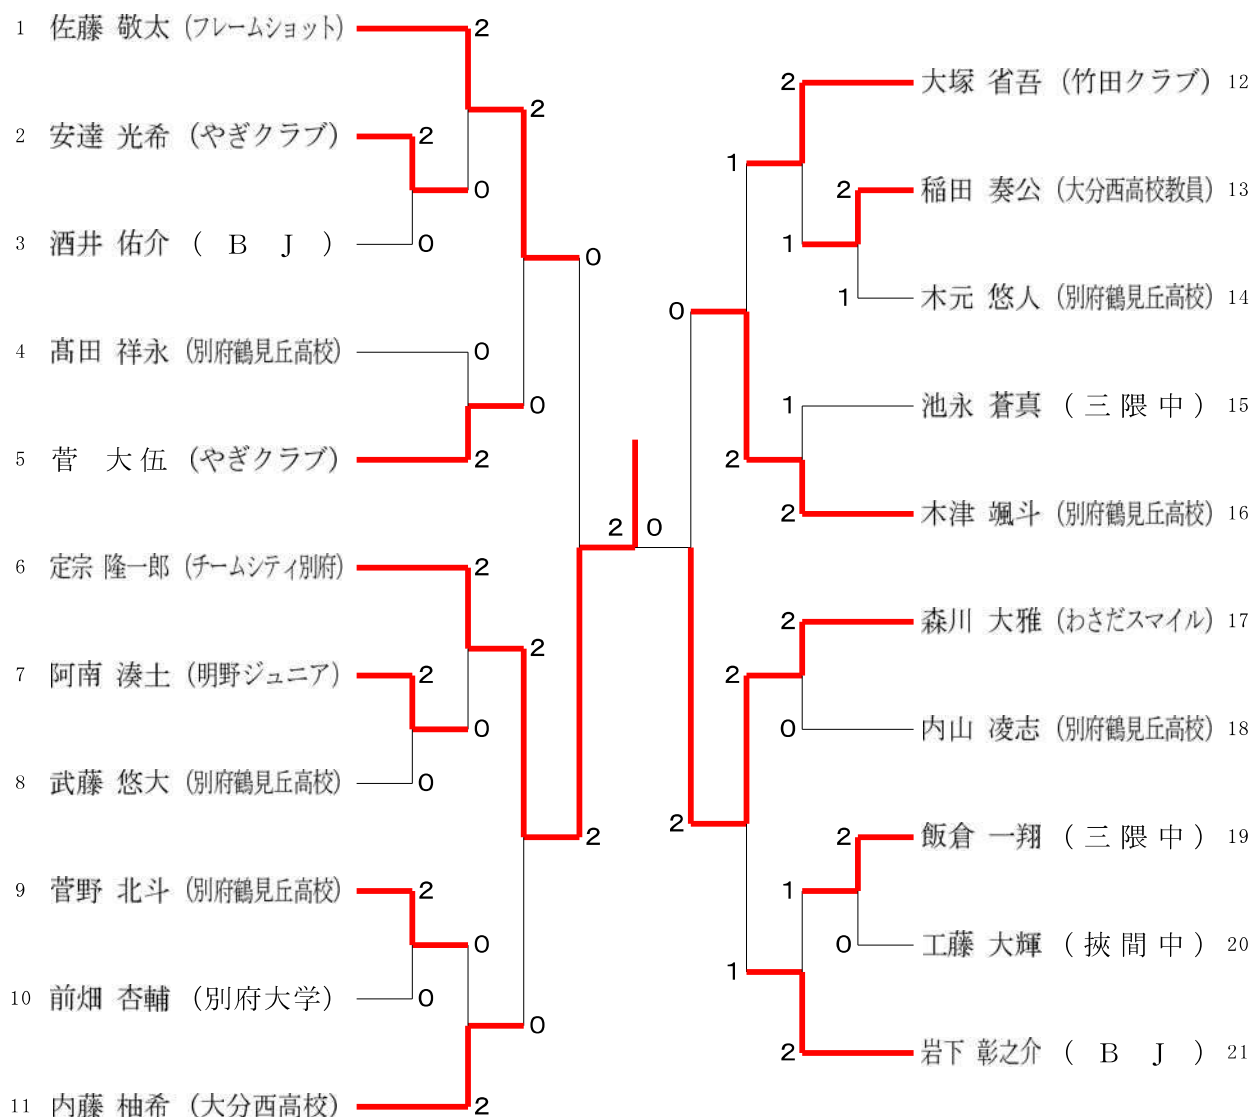 1 佐藤 敬太 (フレームショット) 2
2
2 安達 光希 (やぎクラブ) 2
0
3 酒井 佑介 ( B J ) 0
0
4 髙田 祥永 (別府鶴見丘高校) 0
0
5 菅 大伍 (やぎクラブ) 2
2 0
6 定宗 隆一郎 (チームシティ別府) 2
2
7 阿南 湊土 (明野ジュニア) 2
0
8 武藤 悠大 (別府鶴見丘高校) 0
2
9 菅野 北斗 (別府鶴見丘高校) 2
0
10 前畑 杏輔 (別府大学) 0
0
11 内藤 柚希 (大分西高校) 2
2 大塚 省吾 (竹田クラブ) 12
1
2 稲田 奏公 (大分西高校教員) 13
1
1 木元 悠人 (別府鶴見丘高校) 14
0
1 池永 蒼真 (三隈中) 15
2
2 木津 颯斗 (別府鶴見丘高校) 16
2 森川 大雅 (わさだスマイル) 17
2
0 内山 凌志 (別府鶴見丘高校) 18
2
2 飯倉 一翔 (三隈中) 19
1
0 工藤 大輝 (挾間中) 20
1
2 岩下 彰之介 ( B J ) 21